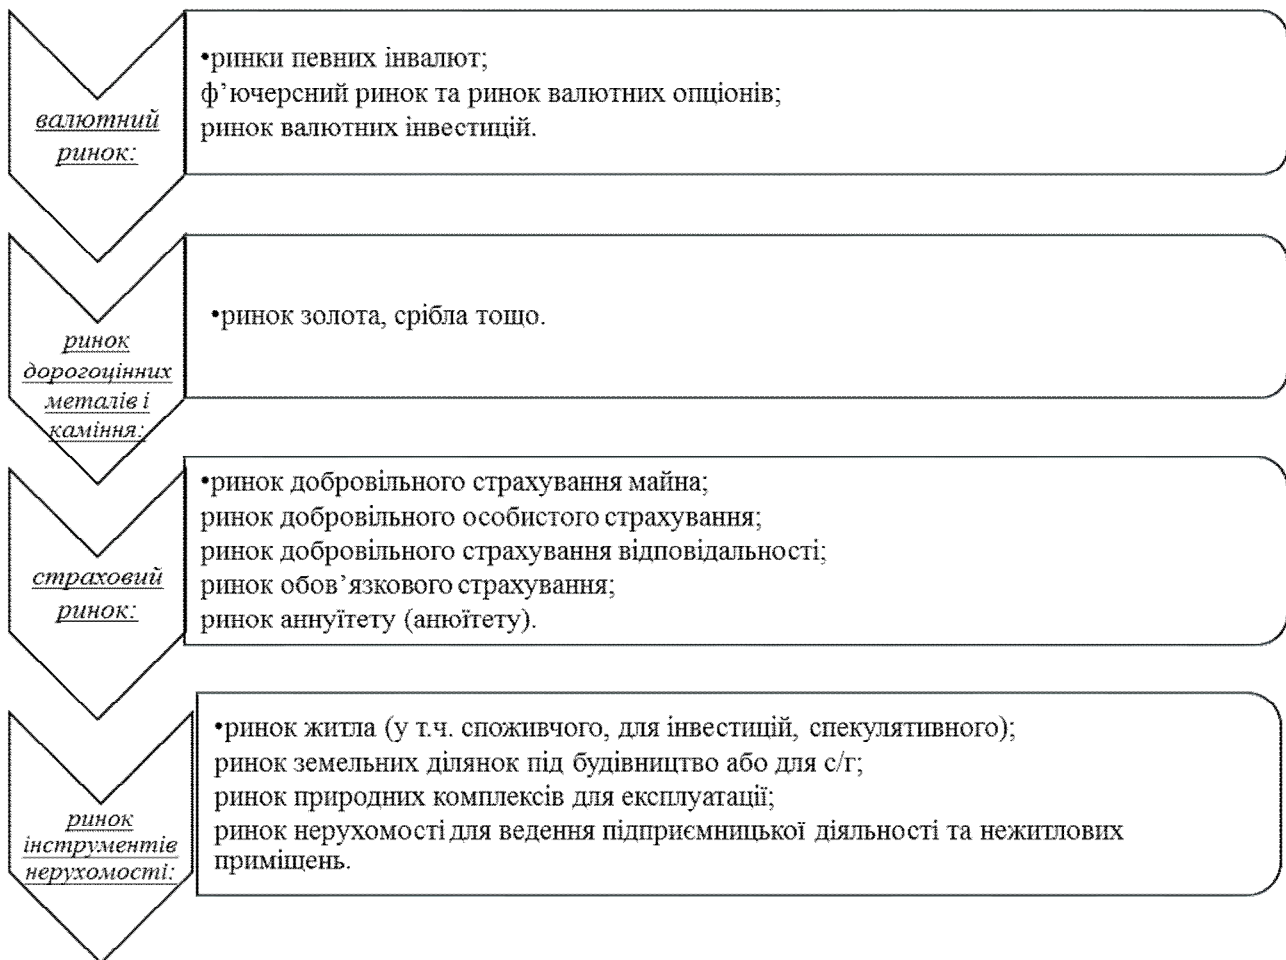 валютний
ринок:
•ринки певних інвалют;
ф’ючерсний ринок та ринок валютних опціонів;
ринок валютних інвестицій.
ринок
дорогоцінних
металів і
каміння:
•ринок золота, срібла тощо.
страховий
ринок:
•ринок добровільного страхування майна;
ринок добровільного особистого страхування;
ринок добровільного страхування відповідальності;
ринок обов’язкового страхування;
ринок аннуїтету (анюїтету).
ринок
інструментів
нерухомості:
•ринок житла (у т.ч. споживчого, для інвестицій, спекулятивного);
ринок земельних ділянок під будівництво або для с/г;
ринок природних комплексів для експлуатації;
ринок нерухомості для ведення підприємницької діяльності та нежитлових
приміщень.